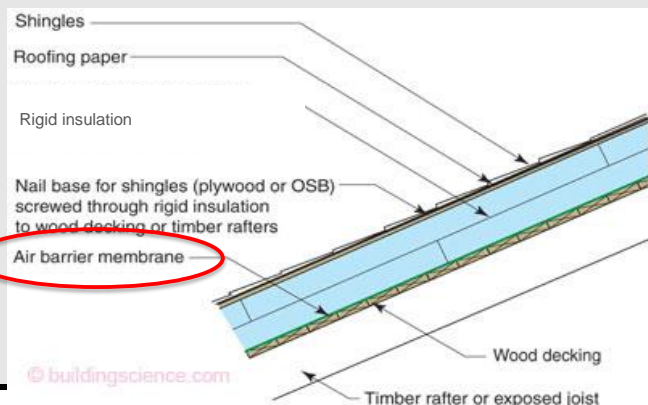 Shingles
Roofing paper
Rigid insulation
Nail base for shingles (plywood or OSB)
screwed through rigid insulation
to wood decking or timber rafters
Air barrier membrane
Wood decking
© buildingscience.com
Timber rafter or exposed joist